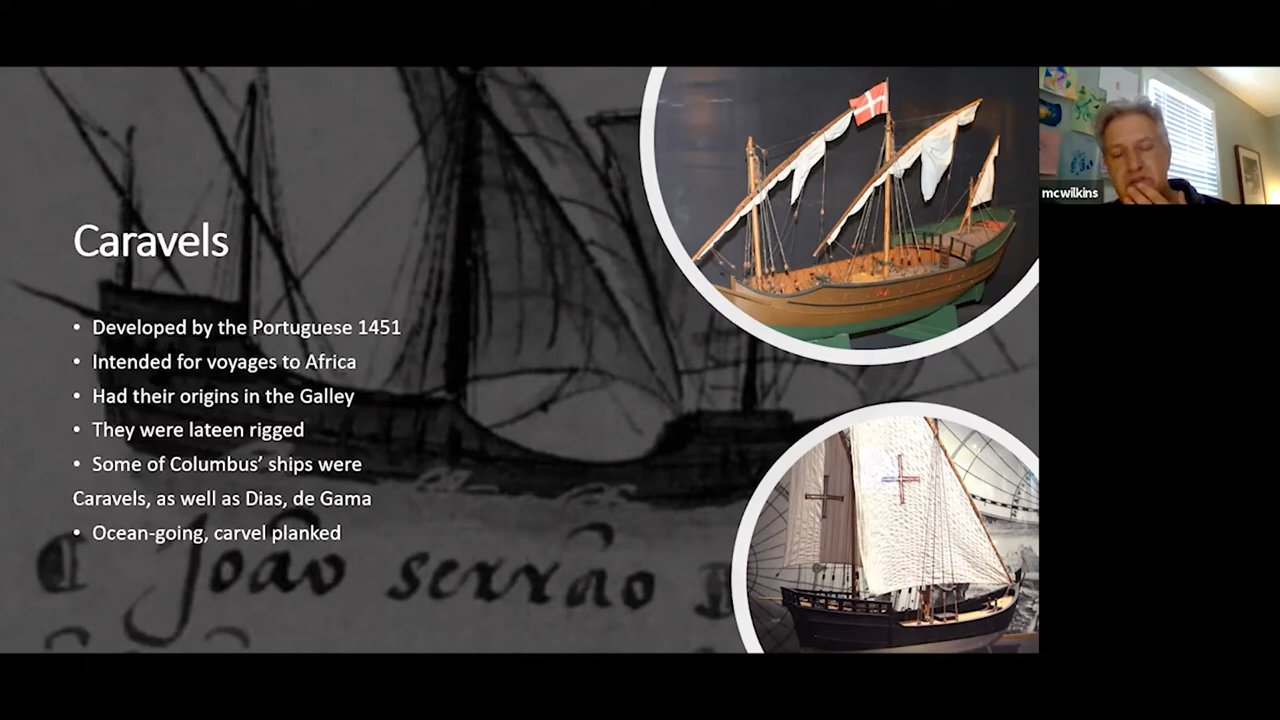 Caravels
• Developed by the Portuguese 1451
• Intended for voyages to Africa
• Had their origins in the Galley
• They were lateen rigged
• Some of Columbus’ ships were
Caravels, as well as Dias, de Gama
• Ocean-going, carvel planked
Joao serrao
mcwilkins